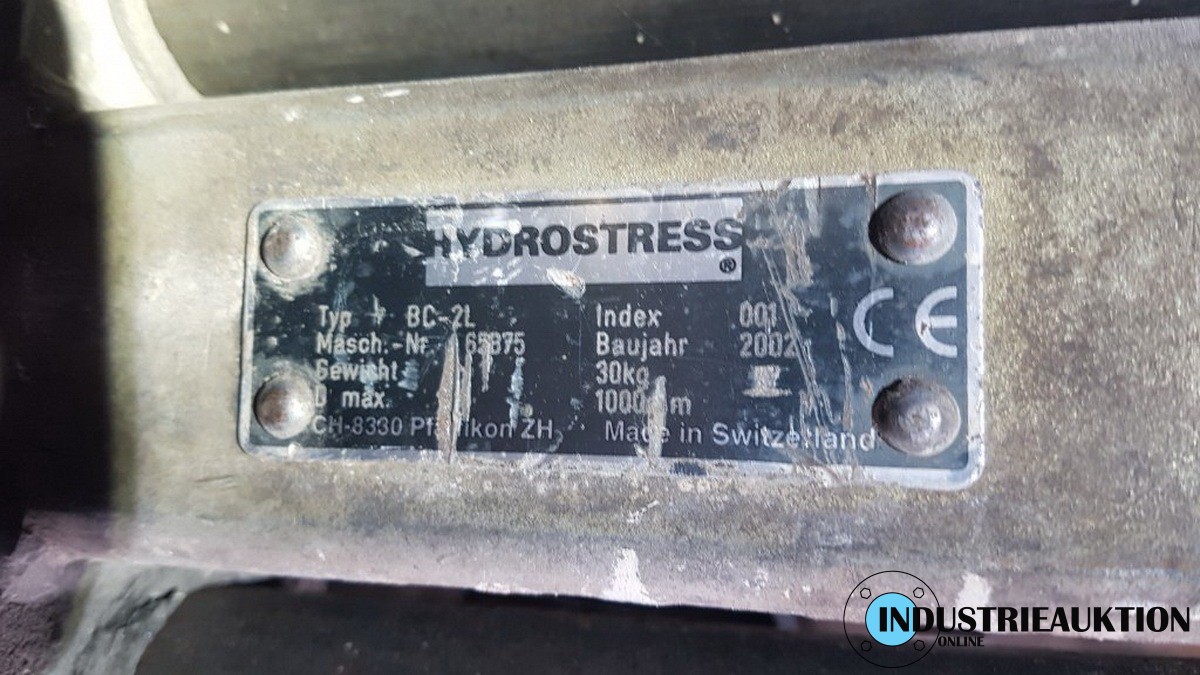 HYDROSTRESS
®
Typ BC-2L Index 001
Masch.-Nr Baujahr 2002
Gewicht 30kg
D max.
CH-8330 Pfäffikon ZH Made in Switzerland
CE
INDUSTRIEAUKTION
ONLINE